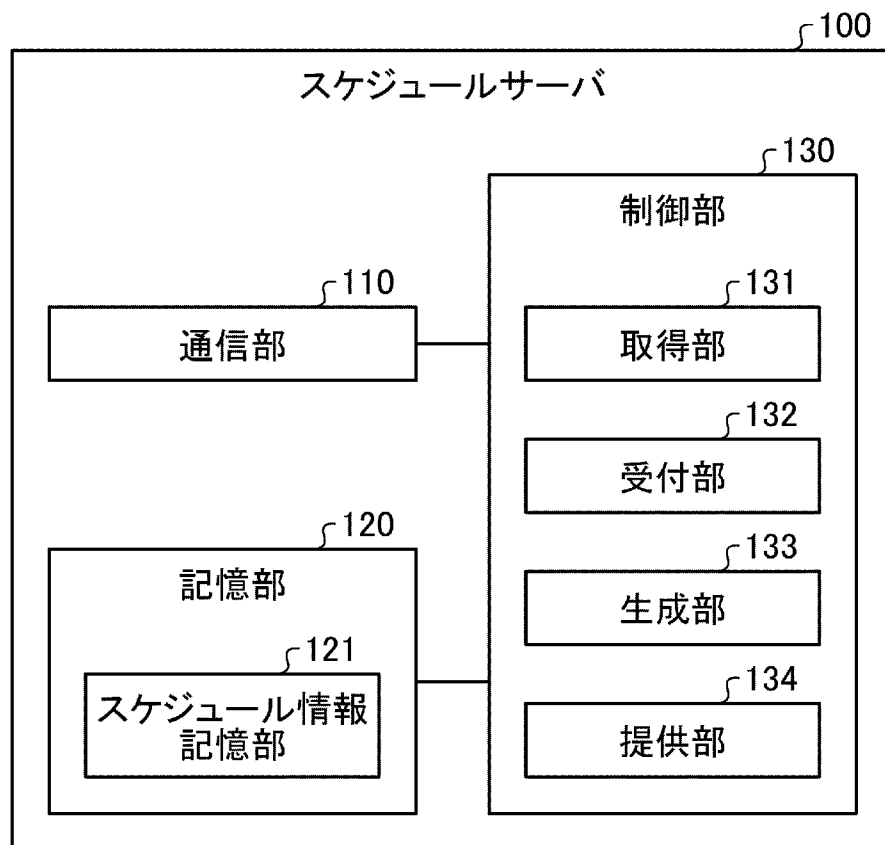 100
スケジュールサーバ
130
制御部
110
通信部
131
取得部
132
受付部
120
記憶部
133
生成部
121
スケジュール情報
記憶部
134
提供部